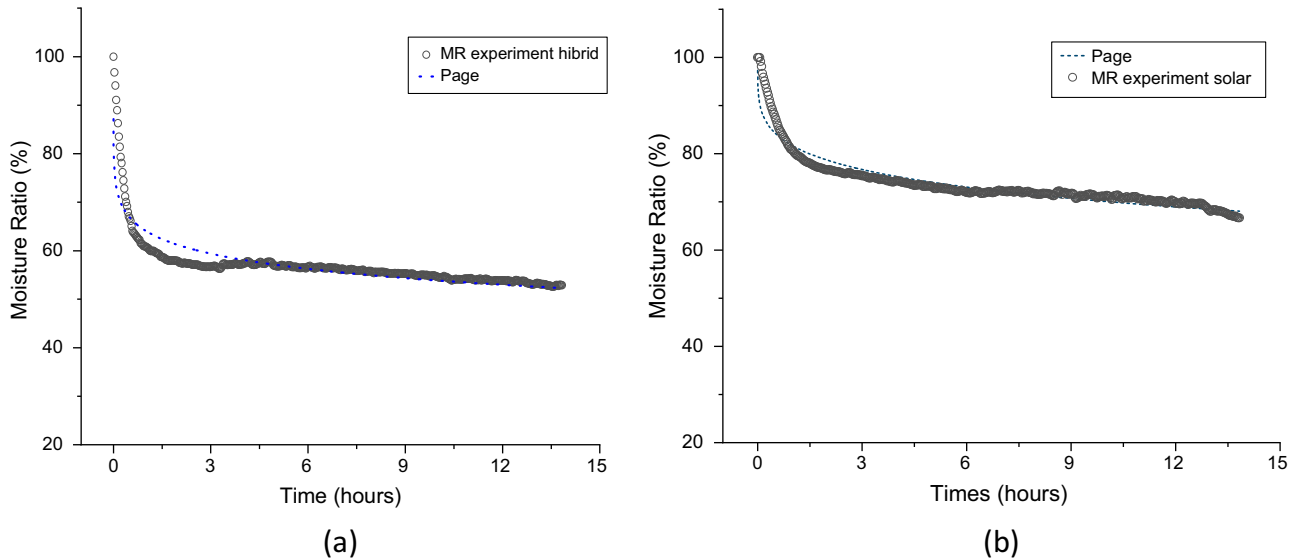 100
80
60
40
20
Moisture Ratio (%)
MR experiment hibrid
Page
0
3
6
9
12
15
Time (hours)
(a)
100
80
60
40
20
Moisture Ratio (%)
Page
MR experiment solar
0
3
6
9
12
15
Times (hours)
(b)